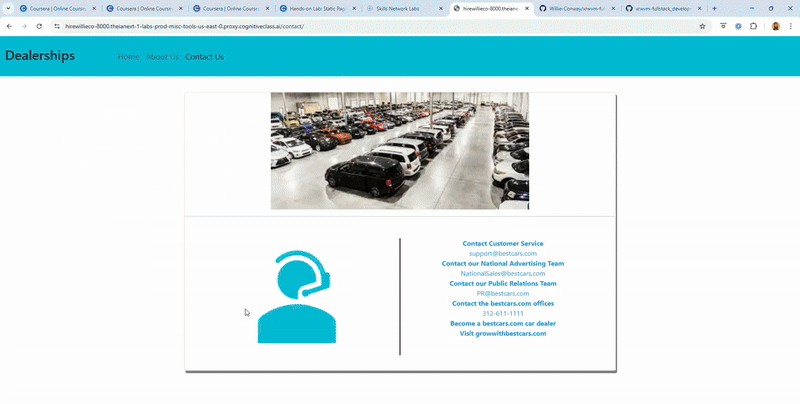 Coursera | Online Course
Coursera | Online Course
Coursera | Online Course
Hands-on Lab Static Pag
Skills Network Labs
hirewillieco-8000.theianex
Willie-Conway/xrwvm-f
xrwvm-fullstack_develop
hirewillieco-8000.theianext-1-labs-prod-misc-tools-us-east-0.proxy.cognitiveclass.ai/contact/
Dealerships
Home About Us Contact Us
Contact Customer Service
support@bestcars.com
Contact our National Advertising Team
NationalSales@bestcars.com
Contact our Public Relations Team
PR@bestcars.com
Contact the bestcars.com offices
312-611-1111
Become a bestcars.com car dealer
Visit growwithbestcars.com